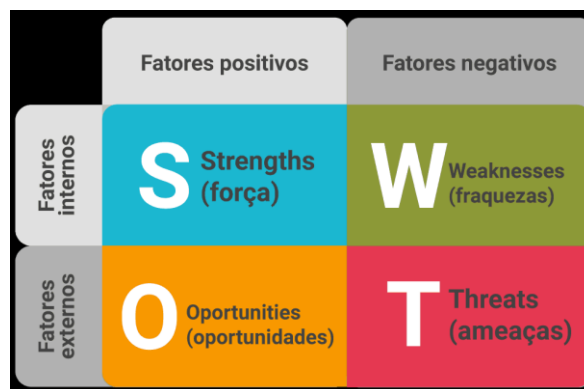 Fatores positivos
Fatores negativos
Fatores
internos
S
Strengths
(força)
W
Weaknesses
(fraquezas)
Fatores
externos
O
Oportunities
(oportunidades)
T
Threats
(ameaças)